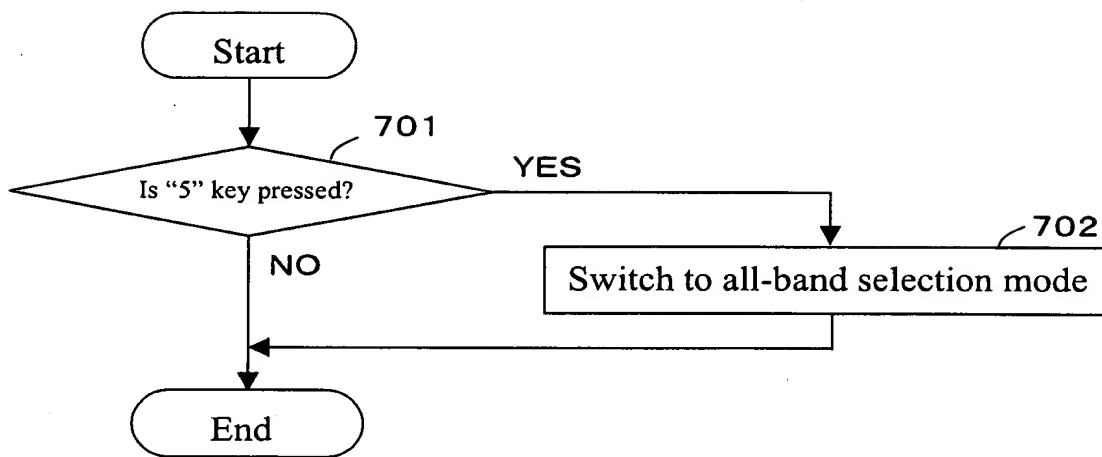 Start
701
Is “5” key pressed?
YES
702
NO
Switch to all-band selection mode
End